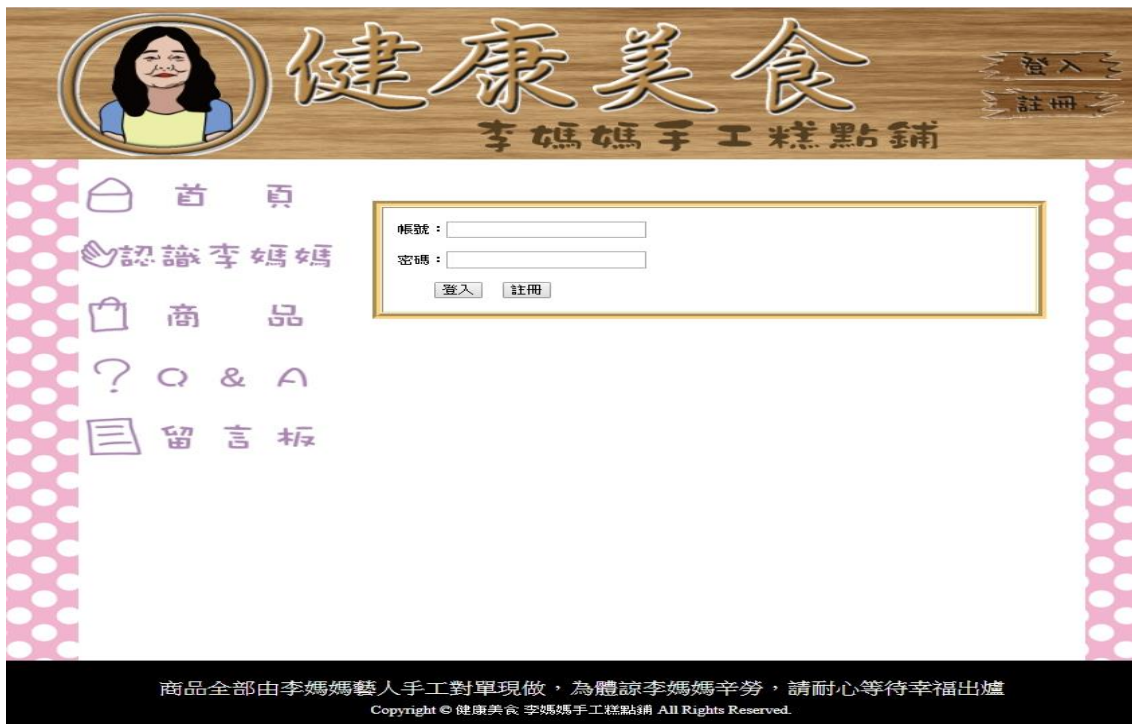 健康美食
李媽媽手工糕點鋪
登入
註冊
首頁
認識李媽媽
商品
Q & A
留言板
帳號：
密碼：
登入 註冊
商品全部由李媽媽藝人手工對單現做，為體諒李媽媽辛勞，請耐心等待幸福出爐
Copyright © 健康美食 李媽媽手工糕點鋪 All Rights Reserved.